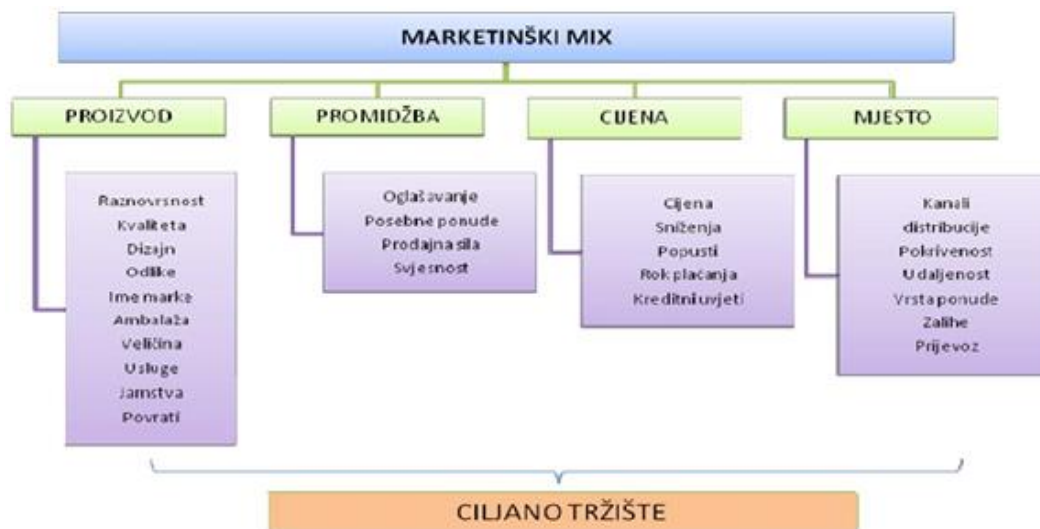 MARKETINŠKI MIX
PROIZVOD
Raznovrsnost
Kvaliteta
Dizajn
Odlike
Ime marke
Ambalaža
Veličina
Usluge
Jamstva
Povrati
PROMIDŽBA
Oglašavanje
Posebne ponude
Prodajna sila
Svjesnost
CIJENA
Cijena
Sniženja
Popusti
Rok plaćanja
Kreditni uvjeti
MJESTO
Kanali
distribucije
Pokrivenost
Udaljenost
Vrsta ponude
Zalihe
Prijevoz
CILJANO TRŽIŠTE